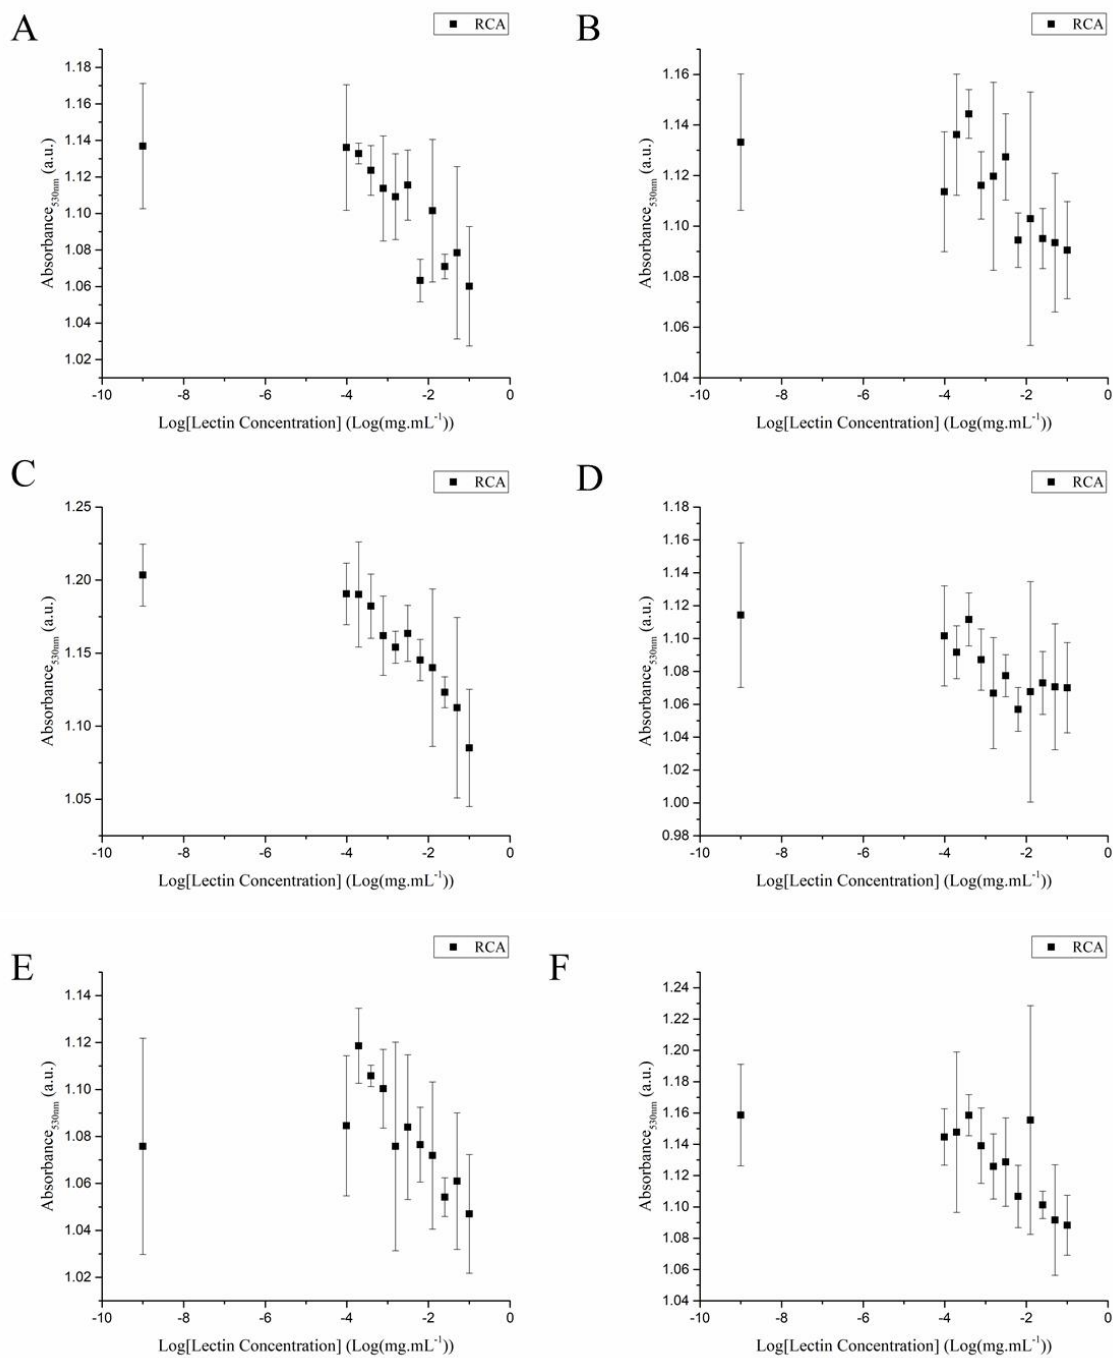 A
RCA
1.18
1.16
1.14
1.12
1.10
1.08
1.06
1.04
1.02
-10 -8 -6 -4 -2 0
Absorbance530nm (a.u.)
Log[Lectin Concentration] (Log(mg.mL-1))
B
RCA
1.16
1.14
1.12
1.10
1.08
1.06
1.04
-10 -8 -6 -4 -2 0
Absorbance530nm (a.u.)
Log[Lectin Concentration] (Log(mg.mL-1))
C
RCA
1.25
1.20
1.15
1.10
1.05
-10 -8 -6 -4 -2 0
Absorbance530nm (a.u.)
Log[Lectin Concentration] (Log(mg.mL-1))
D
RCA
1.18
1.16
1.14
1.12
1.10
1.08
1.06
1.04
1.02
1.00
0.98
-10 -8 -6 -4 -2 0
Absorbance530nm (a.u.)
Log[Lectin Concentration] (Log(mg.mL-1))
E
RCA
1.14
1.12
1.10
1.08
1.06
1.04
1.02
-10 -8 -6 -4 -2 0
Absorbance530nm (a.u.)
Log[Lectin Concentration] (Log(mg.mL-1))
F
RCA
1.24
1.22
1.20
1.18
1.16
1.14
1.12
1.10
1.08
1.06
1.04
-10 -8 -6 -4 -2 0
Absorbance530nm (a.u.)
Log[Lectin Concentration] (Log(mg.mL-1))